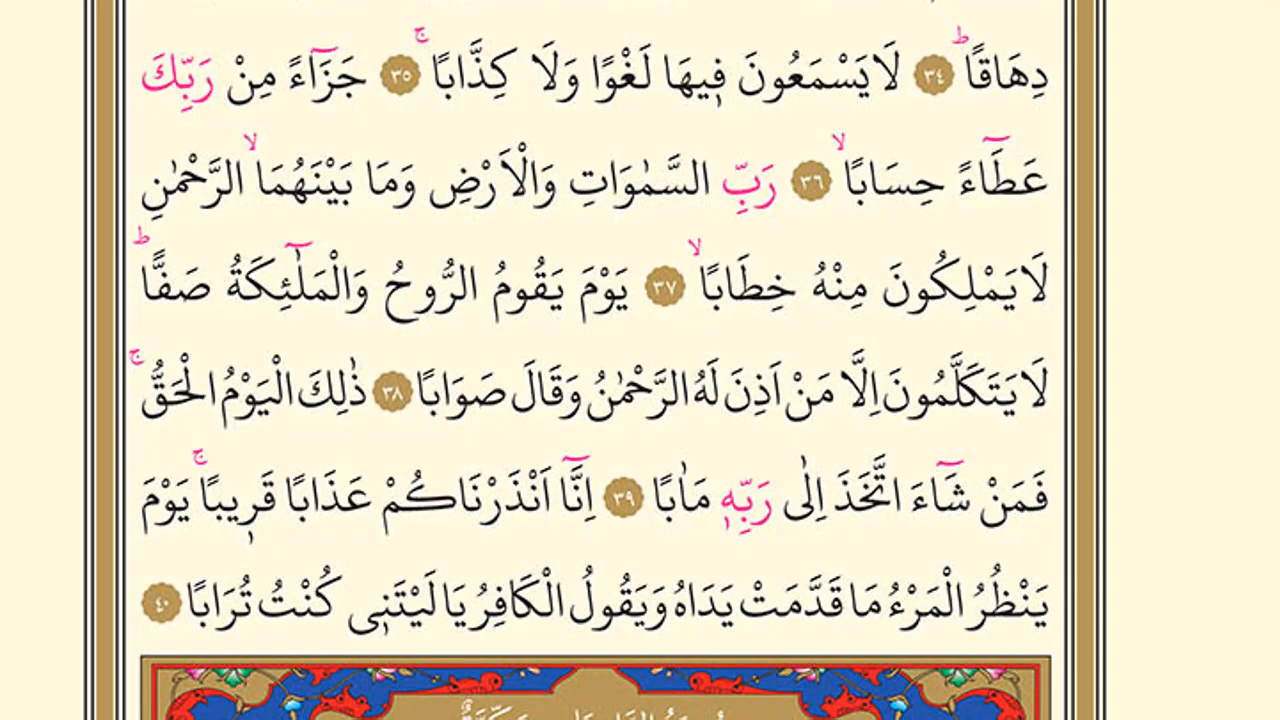 دِهَاقًاۜ ﴿٣٤﴾ لَا يَسْمَعُونَ ف۪يهَا لَغْوًا وَلَا كِذَّابًاۚ ﴿٣٥﴾ جَزَٓاءً مِنْ رَبِّكَ
عَطَٓاءً حِسَابًاۙ ﴿٣٦﴾ رَبِّ السَّمٰوَاتِ وَالْاَرْضِ وَمَا بَيْنَهُمَاۙ الرَّحْمٰنِ
لَا يَمْلِكُونَ مِنْهُ خِطَابًاۙ ﴿٣٧﴾ يَوْمَ يَقُومُ الرُّوحُ وَالْمَلٰٓئِكَةُ صَفًّاۜ
لَا يَتَكَلَّمُونَ اِلَّا مَنْ اَذِنَ لَهُ الرَّحْمٰنُ وَقَالَ صَوَابًا ﴿٣٨﴾ ذٰلِكَ الْيَوْمُ الْحَقُّۚ
فَمَنْ شَٓاءَ اتَّخَذَ اِلٰى رَبِّه۪ مَاٰبًا ﴿٣٩﴾ اِنَّٓا اَنْذَرْنَاكُمْ عَذَابًا قَر۪يبًاۚ يَوْمَ
يَنْظُرُ الْمَرْءُ مَا قَدَّمَتْ يَدَاهُ وَيَقُولُ الْكَافِرُ يَا لَيْتَن۪ى كُنْتُ تُرَابًا ﴿٤٠﴾